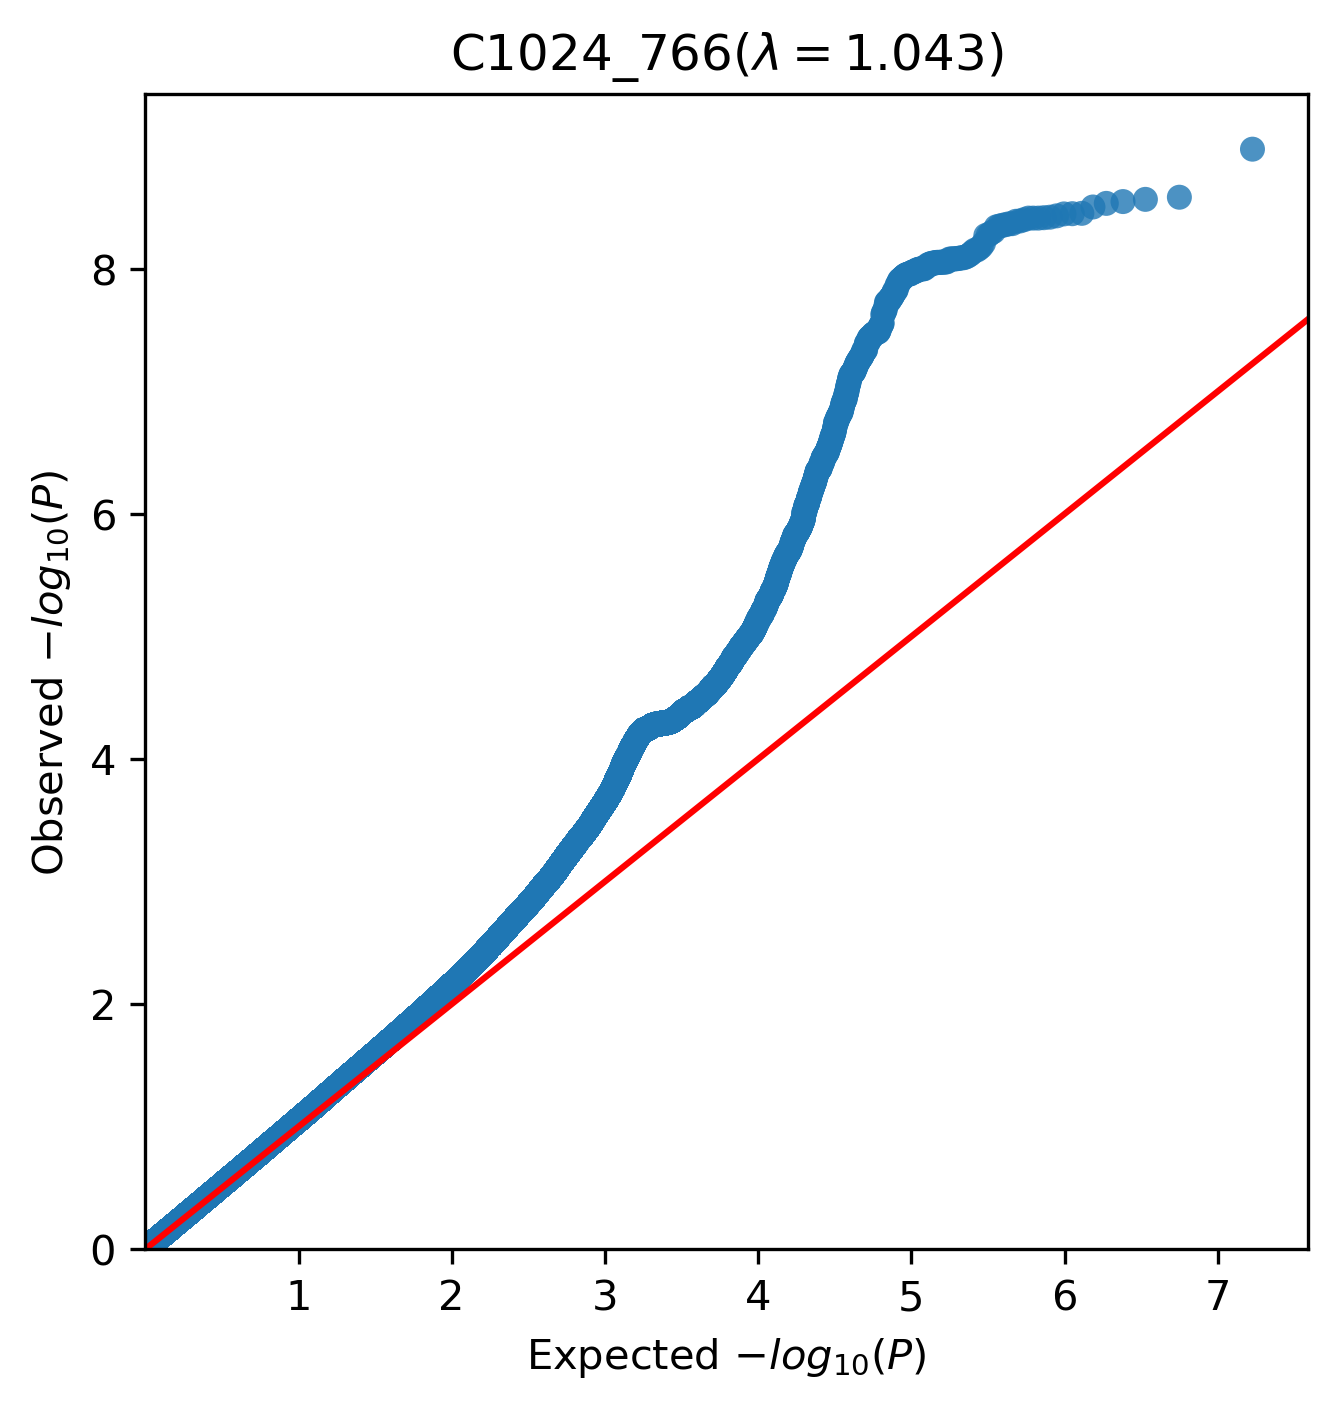 C1024_766(λ = 1.043)
Observed −log₁₀(P)
8
6
4
2
0
1 2 3 4 5 6 7
Expected −log₁₀(P)